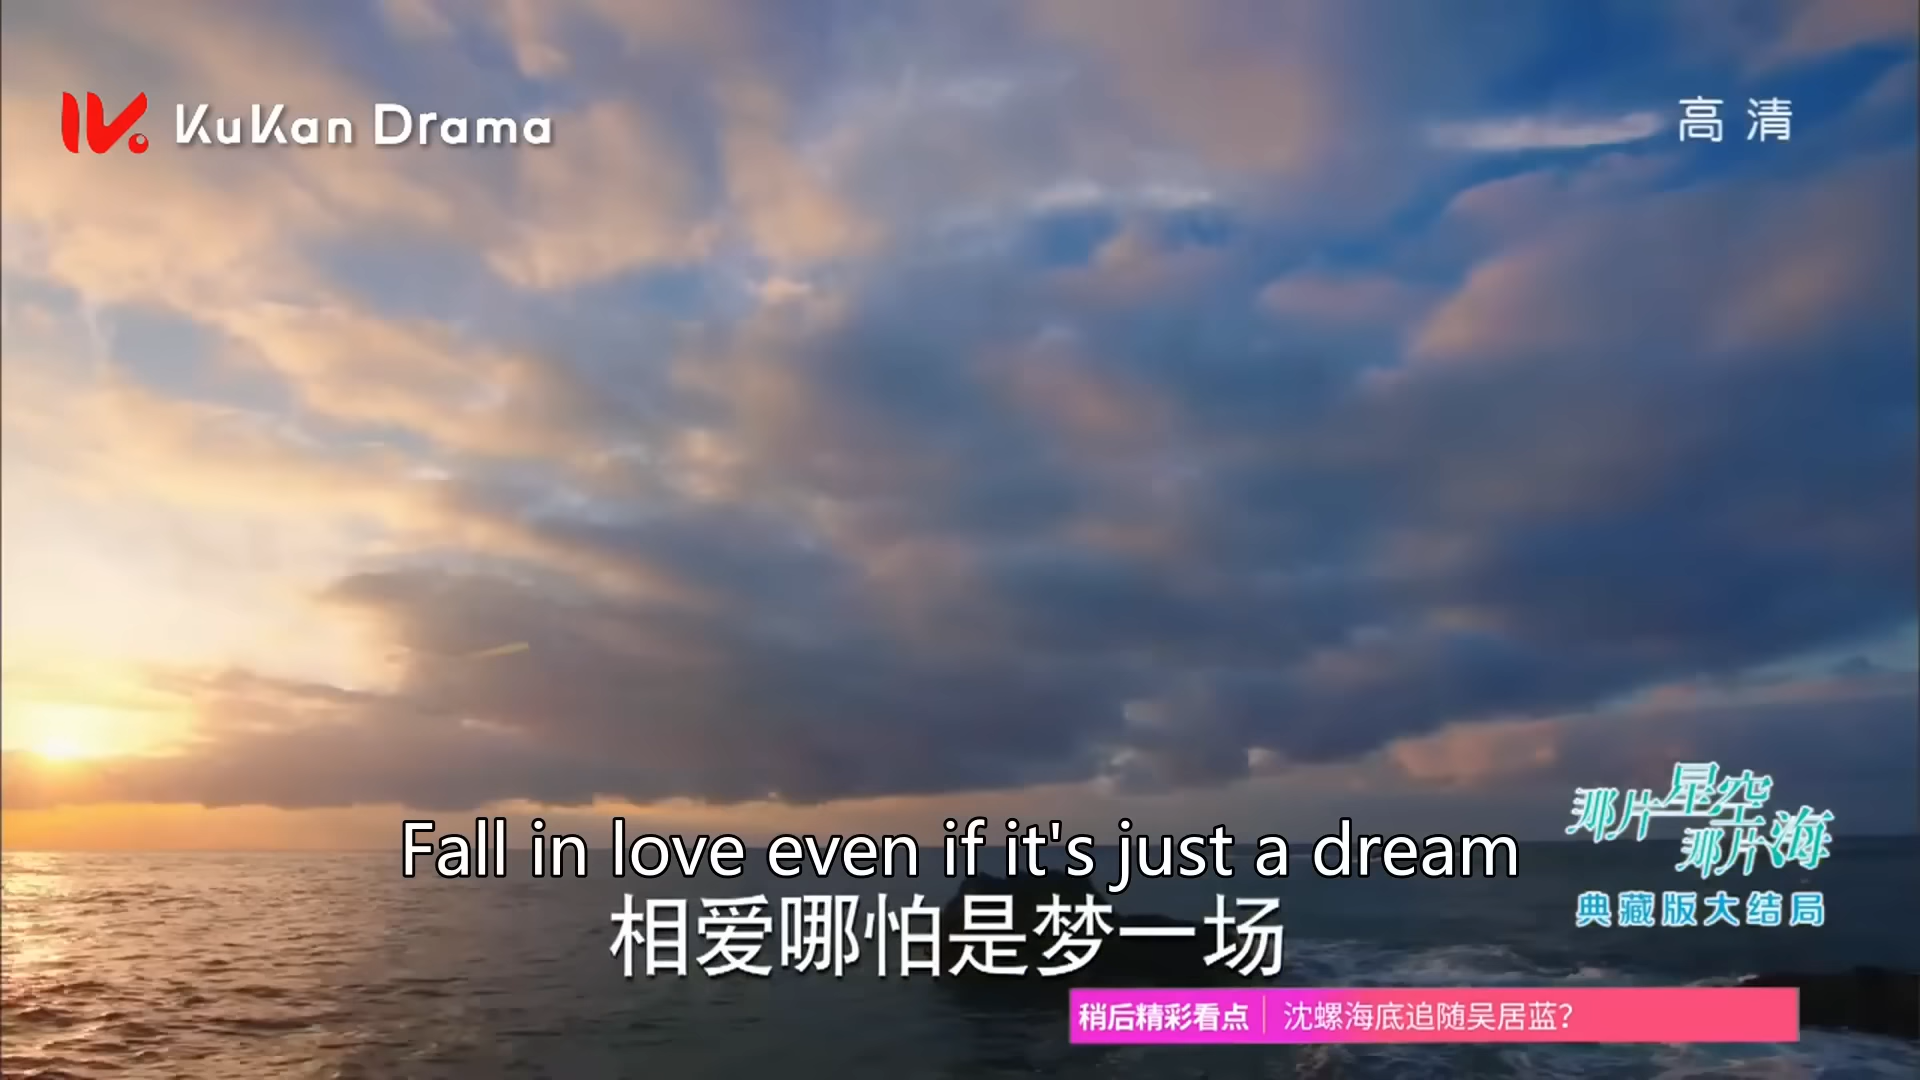 KuKan Drama
高清
那片星空
那片海
典藏版大结局
Fall in love even if it's just a dream
相爱哪怕是梦一场
稍后精彩看点 沈螺海底追随吴居蓝?